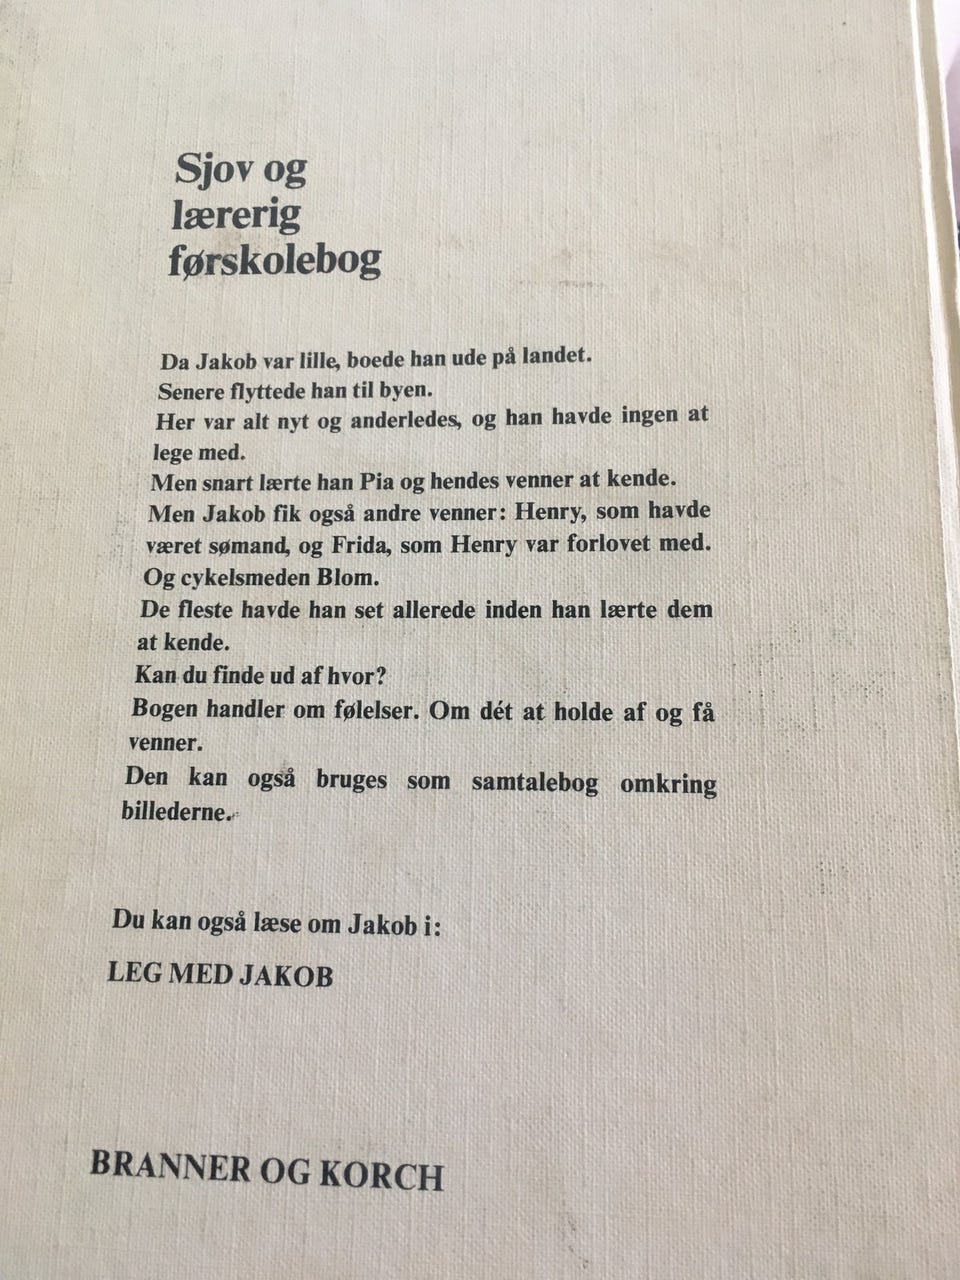 Sjov og
lærerig
førskolebog
Da Jakob var lille, boede han ude på landet.
Senere flyttede han til byen.
Her var alt nyt og anderledes, og han havde ingen at
lege med.
Men snart lærte han Pia og hendes venner at kende.
Men Jakob fik også andre venner: Henry, som havde
været sømand, og Frida, som Henry var forlovet med.
Og cykelsmeden Blom.
De fleste havde han set allerede inden han lærte dem
at kende.
Kan du finde ud af hvor?
Bogen handler om følelser. Om dét at holde af og få
venner.
Den kan også bruges som samtalebog omkring
billederne.
Du kan også læse om Jakob i:
LEG MED JAKOB
BRANNER OG KORCH